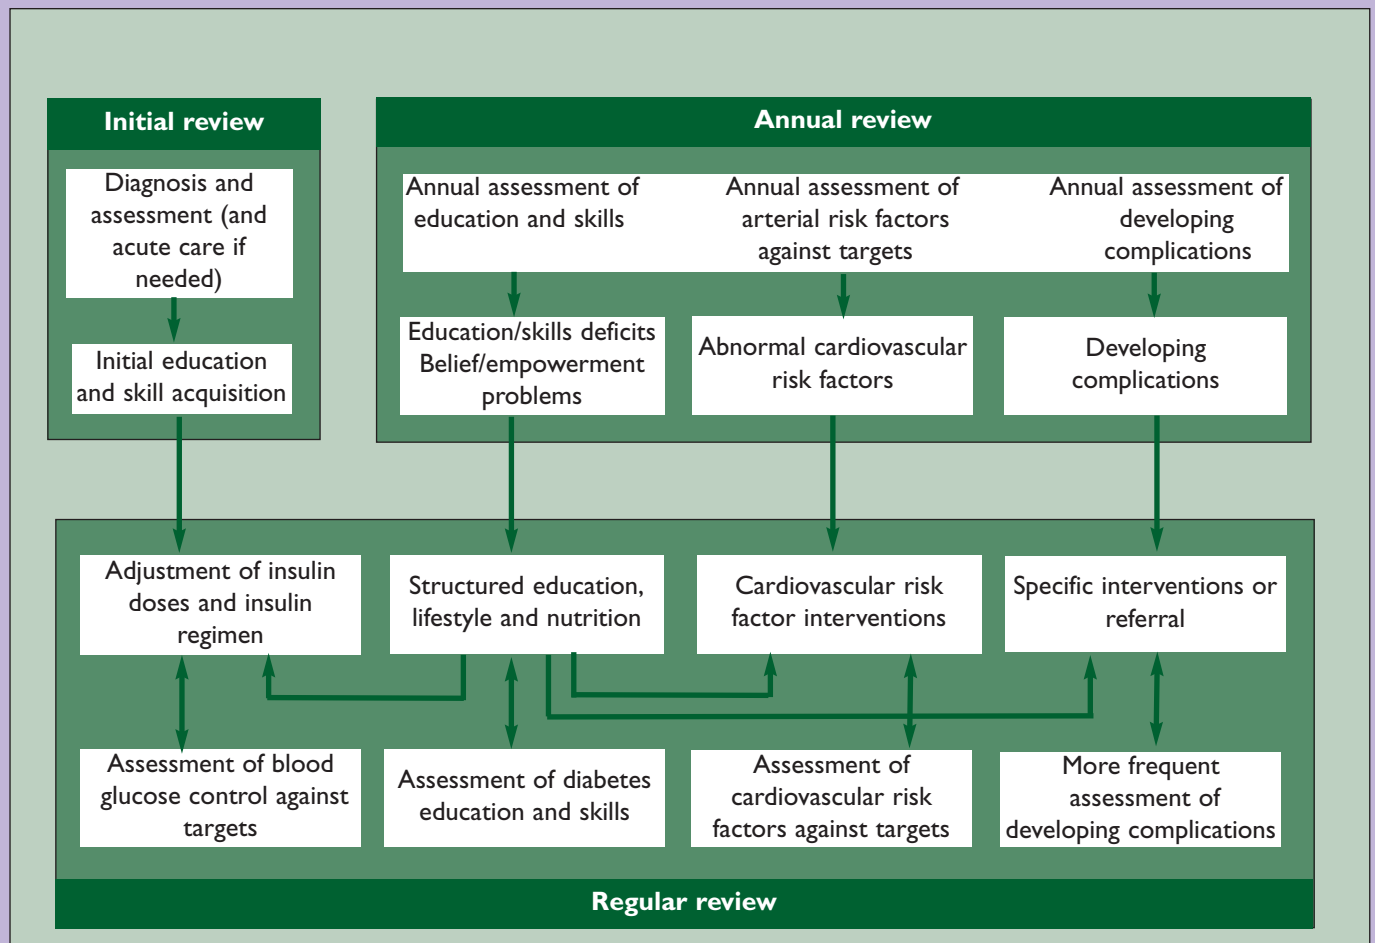 Initial review
Diagnosis and
assessment (and
acute care if
needed)
Initial education
and skill acquisition
Annual review
Annual assessment of
education and skills
Annual assessment of
arterial risk factors
against targets
Annual assessment of
developing
complications
Education/skills deficits
Belief/empowerment
problems
Abnormal cardiovascular
risk factors
Developing
complications
Adjustment of insulin
doses and insulin
regimen
Structured education,
lifestyle and nutrition
Cardiovascular risk
factor interventions
Specific interventions or
referral
Assessment of blood
glucose control against
targets
Assessment of diabetes
education and skills
Assessment of
cardiovascular risk
factors against targets
More frequent
assessment of
developing complications
Regular review